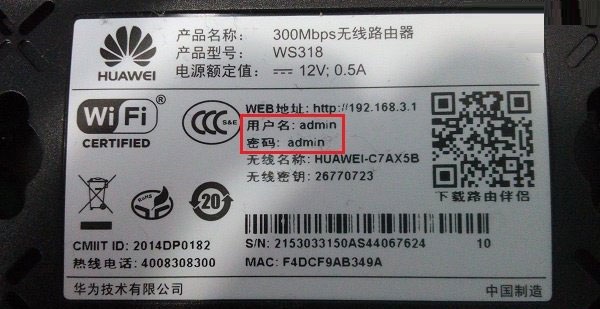 HUAWEI
产品名称: 300Mbps无线路由器
产品型号: WS318
电源额定值: 12V; 0.5A
Wi Fi ®
CERTIFIED
CCC S&E
WEB地址: http://192.168.3.1
用户名: admin
密码: admin
无线名称: HUAWEI-C7AX5B
无线密钥: 26770723
下载路由伴侣
20
CMIIT ID: 2014DP0182
热线电话: 4008308300
S/N: 2153033150AS44067624 10
MAC: F4DCF9AB349A
华为技术有限公司
中国制造